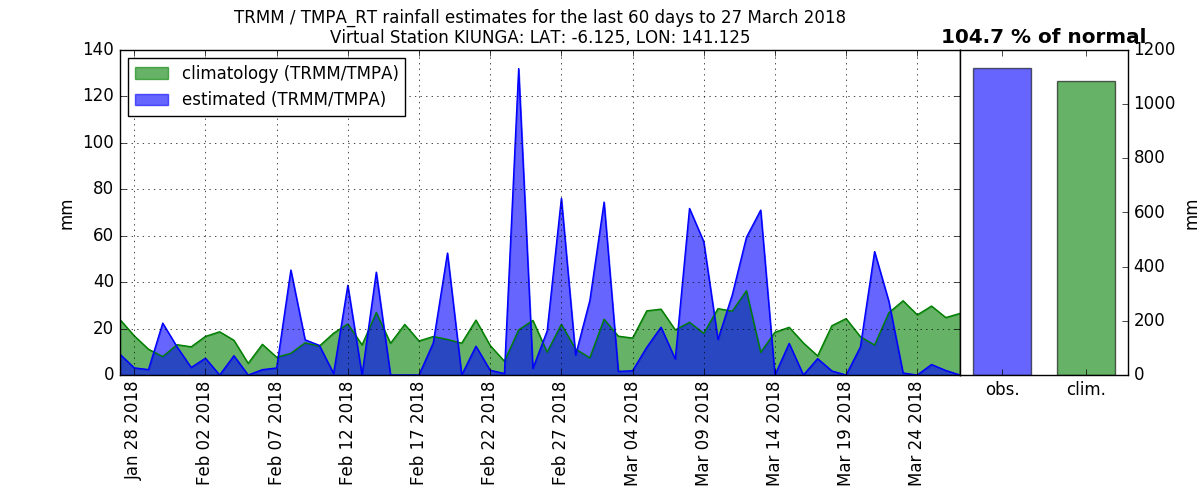 TRMM / TMPA_RT rainfall estimates for the last 60 days to 27 March 2018
Virtual Station KIUNGA: LAT: -6.125, LON: 141.125
104.7 % of normal
climatology (TRMM/TMPA)
estimated (TRMM/TMPA)
140
120
100
80
60
40
20
0
mm
1200
1000
800
600
400
200
0
mm
Jan 28 2018
Feb 02 2018
Feb 07 2018
Feb 12 2018
Feb 17 2018
Feb 22 2018
Feb 27 2018
Mar 04 2018
Mar 09 2018
Mar 14 2018
Mar 19 2018
Mar 24 2018
obs.
clim.